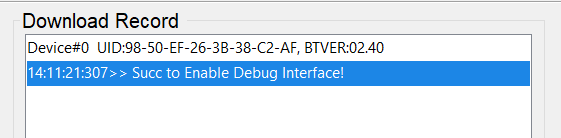 Download Record
Device#0  UID:98-50-EF-26-3B-38-C2-AF, BTVER:02.40
14:11:21:307>> Succ to Enable Debug Interface!